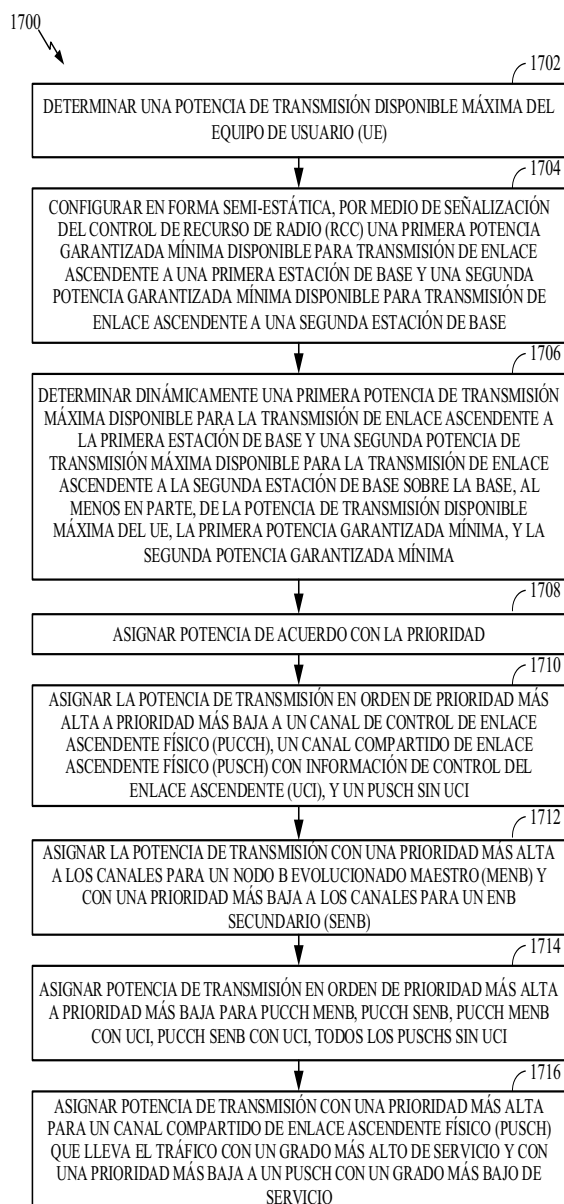 1700
1702
DETERMINAR UNA POTENCIA DE TRANSMISIÓN DISPONIBLE MÁXIMA DEL
EQUIPO DE USUARIO (UE)
1704
CONFIGURAR EN FORMA SEMI-ESTÁTICA, POR MEDIO DE SEÑALIZACIÓN
DEL CONTROL DE RECURSO DE RADIO (RCC) UNA PRIMERA POTENCIA
GARANTIZADA MÍNIMA DISPONIBLE PARA TRANSMISIÓN DE ENLACE
ASCENDENTE A UNA PRIMERA ESTACIÓN DE BASE Y UNA SEGUNDA
POTENCIA GARANTIZADA MÍNIMA DISPONIBLE PARA TRANSMISIÓN DE
ENLACE ASCENDENTE A UNA SEGUNDA ESTACIÓN DE BASE
1706
DETERMINAR DINÁMICAMENTE UNA PRIMERA POTENCIA DE TRANSMISIÓN
MÁXIMA DISPONIBLE PARA LA TRANSMISIÓN DE ENLACE ASCENDENTE A
LA PRIMERA ESTACIÓN DE BASE Y UNA SEGUNDA POTENCIA DE
TRANSMISIÓN MÁXIMA DISPONIBLE PARA LA TRANSMISIÓN DE ENLACE
ASCENDENTE A LA SEGUNDA ESTACIÓN DE BASE SOBRE LA BASE, AL
MENOS EN PARTE, DE LA POTENCIA DE TRANSMISIÓN DISPONIBLE
MÁXIMA DEL UE, LA PRIMERA POTENCIA GARANTIZADA MÍNIMA, Y LA
SEGUNDA POTENCIA GARANTIZADA MÍNIMA
1708
ASIGNAR POTENCIA DE ACUERDO CON LA PRIORIDAD
1710
ASIGNAR LA POTENCIA DE TRANSMISIÓN EN ORDEN DE PRIORIDAD MÁS
ALTA A PRIORIDAD MÁS BAJA A UN CANAL DE CONTROL DE ENLACE
ASCENDENTE FÍSICO (PUCCH), UN CANAL COMPARTIDO DE ENLACE
ASCENDENTE FÍSICO (PUSCH) CON INFORMACIÓN DE CONTROL DEL
ENLACE ASCENDENTE (UCI), Y UN PUSCH SIN UCI
1712
ASIGNAR LA POTENCIA DE TRANSMISIÓN CON UNA PRIORIDAD MÁS ALTA
A LOS CANALES PARA UN NODO B EVOLUCIONADO MAESTRO (MENB) Y
CON UNA PRIORIDAD MÁS BAJA A LOS CANALES PARA UN ENB
SECUNDARIO (SENB)
1714
ASIGNAR POTENCIA DE TRANSMISIÓN EN ORDEN DE PRIORIDAD MÁS ALTA
A PRIORIDAD MÁS BAJA PARA PUCCH MENB, PUCCH SENB, PUCCH MENB
CON UCI, PUCCH SENB CON UCI, TODOS LOS PUSCHS SIN UCI
1716
ASIGNAR POTENCIA DE TRANSMISIÓN CON UNA PRIORIDAD MÁS ALTA
PARA UN CANAL COMPARTIDO DE ENLACE ASCENDENTE FÍSICO (PUSCH)
QUE LLEVA EL TRÁFICO CON UN GRADO MÁS ALTO DE SERVICIO Y CON
UNA PRIORIDAD MÁS BAJA A UN PUSCH CON UN GRADO MÁS BAJO DE
SERVICIO